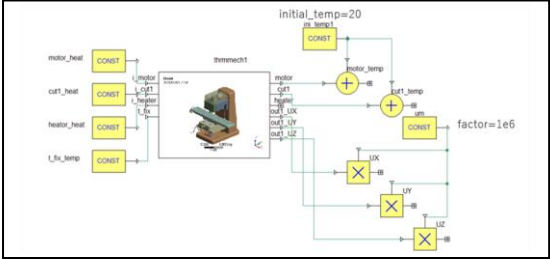 initial_temp=20
ini_temp1
CONST
motor_heat
CONST
thrmmech1
i_motor
motor
motor_temp
cut1_heat
CONST
i_cut1
cut1
cut1_temp
i_heater
heater
um
t_fix
out1_UX
CONST
factor=1e6
heater_heat
CONST
out1_UY
out1_UZ
t_fix_temp
CONST
UX
UY
UZ